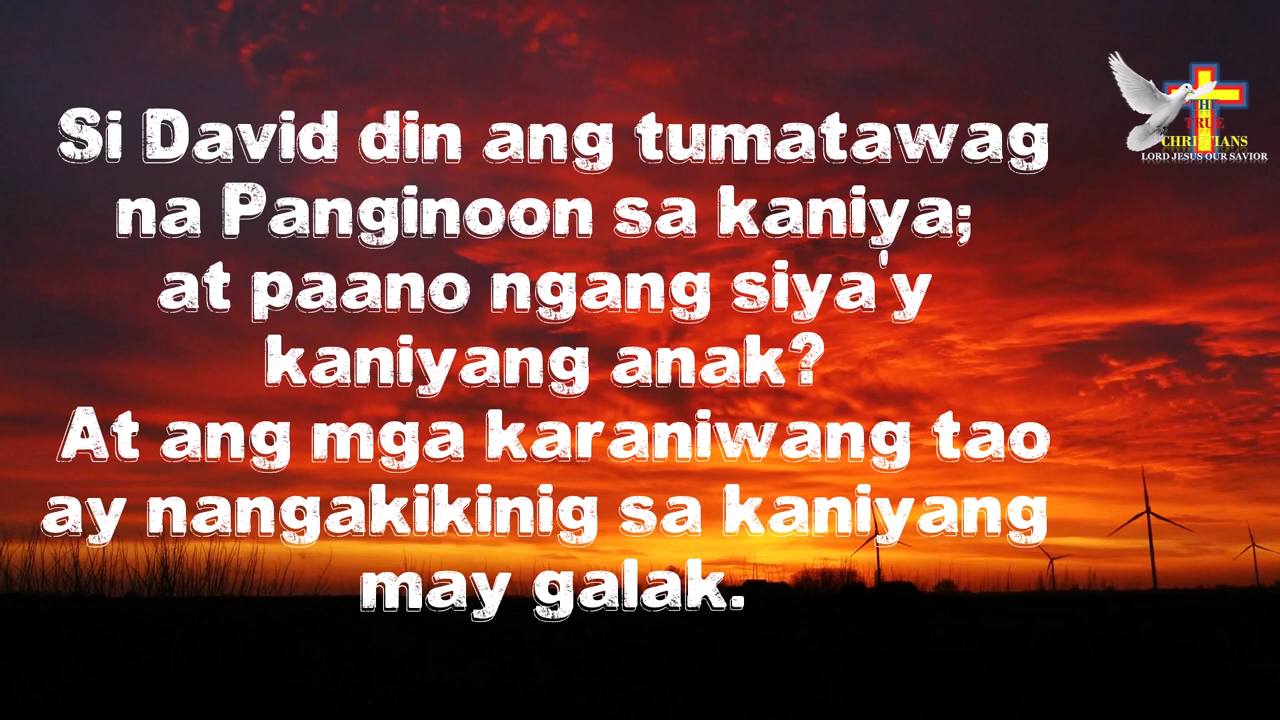 Si David din ang tumatawag
na Panginoon sa kaniya;
at paano ngang siya'y
kaniyang anak?
At ang mga karaniwang tao
ay nangakikinig sa kaniyang
may galak.
THE
TRUE
CHRISTIANS
LORD JESUS OUR SAVIOR